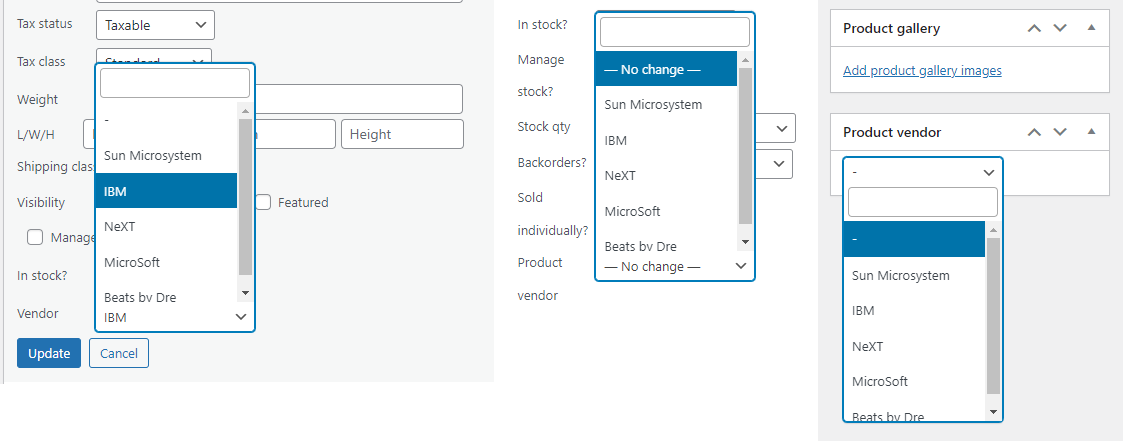 Tax status
Taxable
Tax class
Standard
Weight
-
L/W/H
Height
Sun Microsystem
Shipping clas
IBM
Visibility
Featured
NeXT
Manage
MicroSoft
In stock?
Beats by Dre
Vendor
IBM
Update
Cancel
In stock?
Manage
stock?
— No change —
Sun Microsystem
Stock qty
IBM
Backorders?
NeXT
Sold
individually?
MicroSoft
Beats by Dre
Product
vendor
— No change —
Product gallery
Add product gallery images
Product vendor
-
-
Sun Microsystem
IBM
NeXT
MicroSoft
Beats by Dre